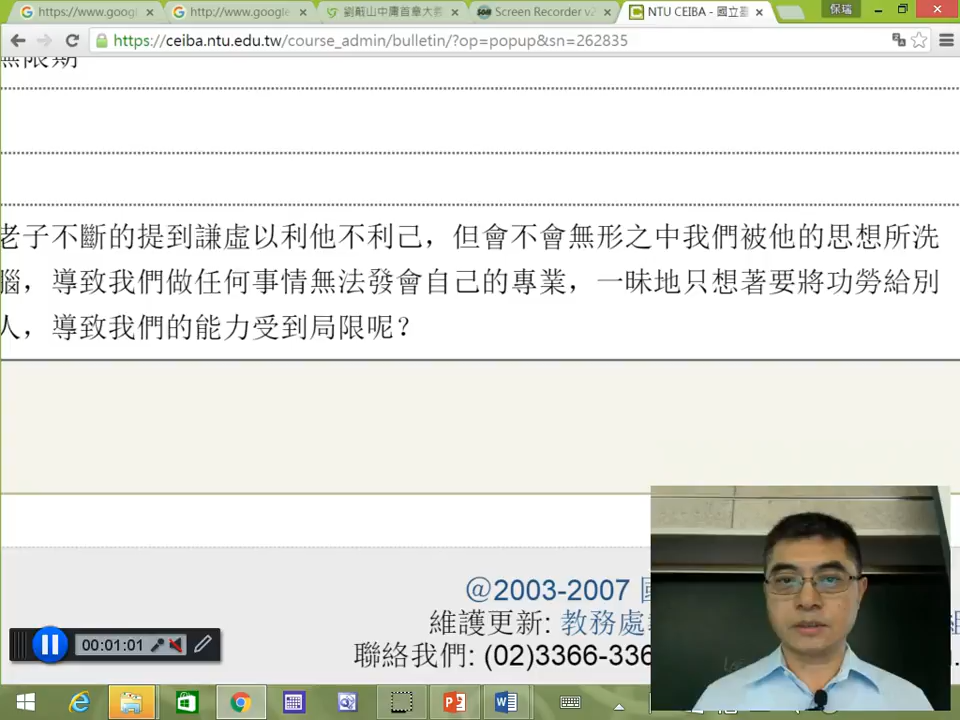 https://www.googl
http://www.google
劉蕺山中庸首章大義
Screen Recorder v2
NTU CEIBA - 國立臺
保瑞
https://ceiba.ntu.edu.tw/course_admin/bulletin/?op=popup&sn=262835
無限期
老子不斷的提到謙虛以利他不利己，但會不會無形之中我們被他的思想所洗
腦，導致我們做任何事情無法發會自己的專業，一昧地只想著要將功勞給別
人，導致我們的能力受到局限呢？
@2003-2007 國
維護更新: 教務處
聯絡我們: (02)3366-336
00:01:01